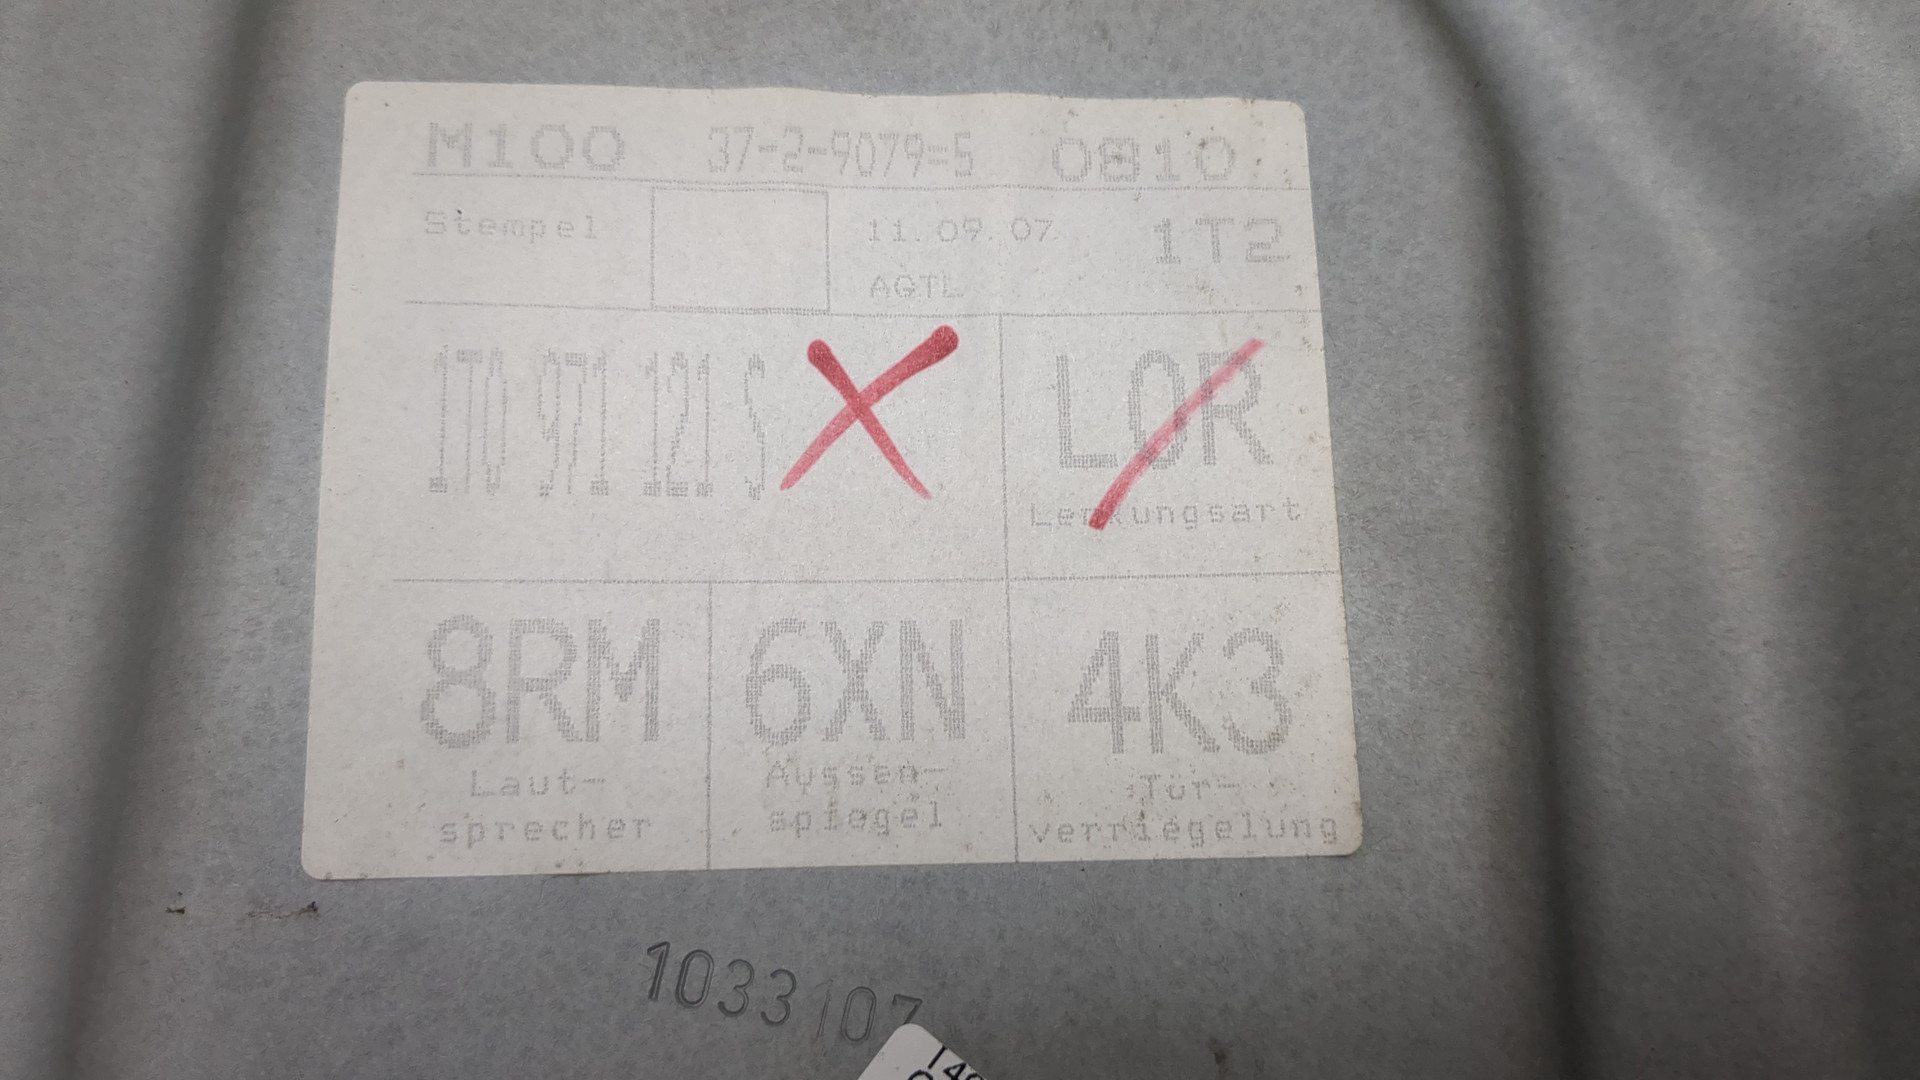 M100 37-2-9079=5 0810
Stempel 11.09.07 1T2
AGTL
1T0 971 121 S L0R
Lenkungsart
8RM 6XN 4K3
Laut- Aussen- Tür-
sprecher spiegel verriegelung
1033107